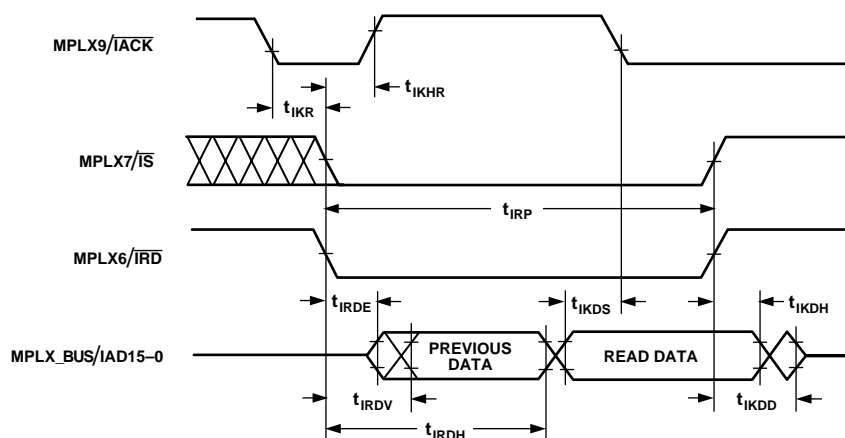 MPLX9/IACK
tIKR
tIKHR
MPLX7/IS
tIRP
MPLX6/IRD
tIRDE
tIKDS
tIKDH
MPLX_BUS/IAD15–0
PREVIOUS
DATA
READ DATA
tIRDV
tIKDD
tIRDH